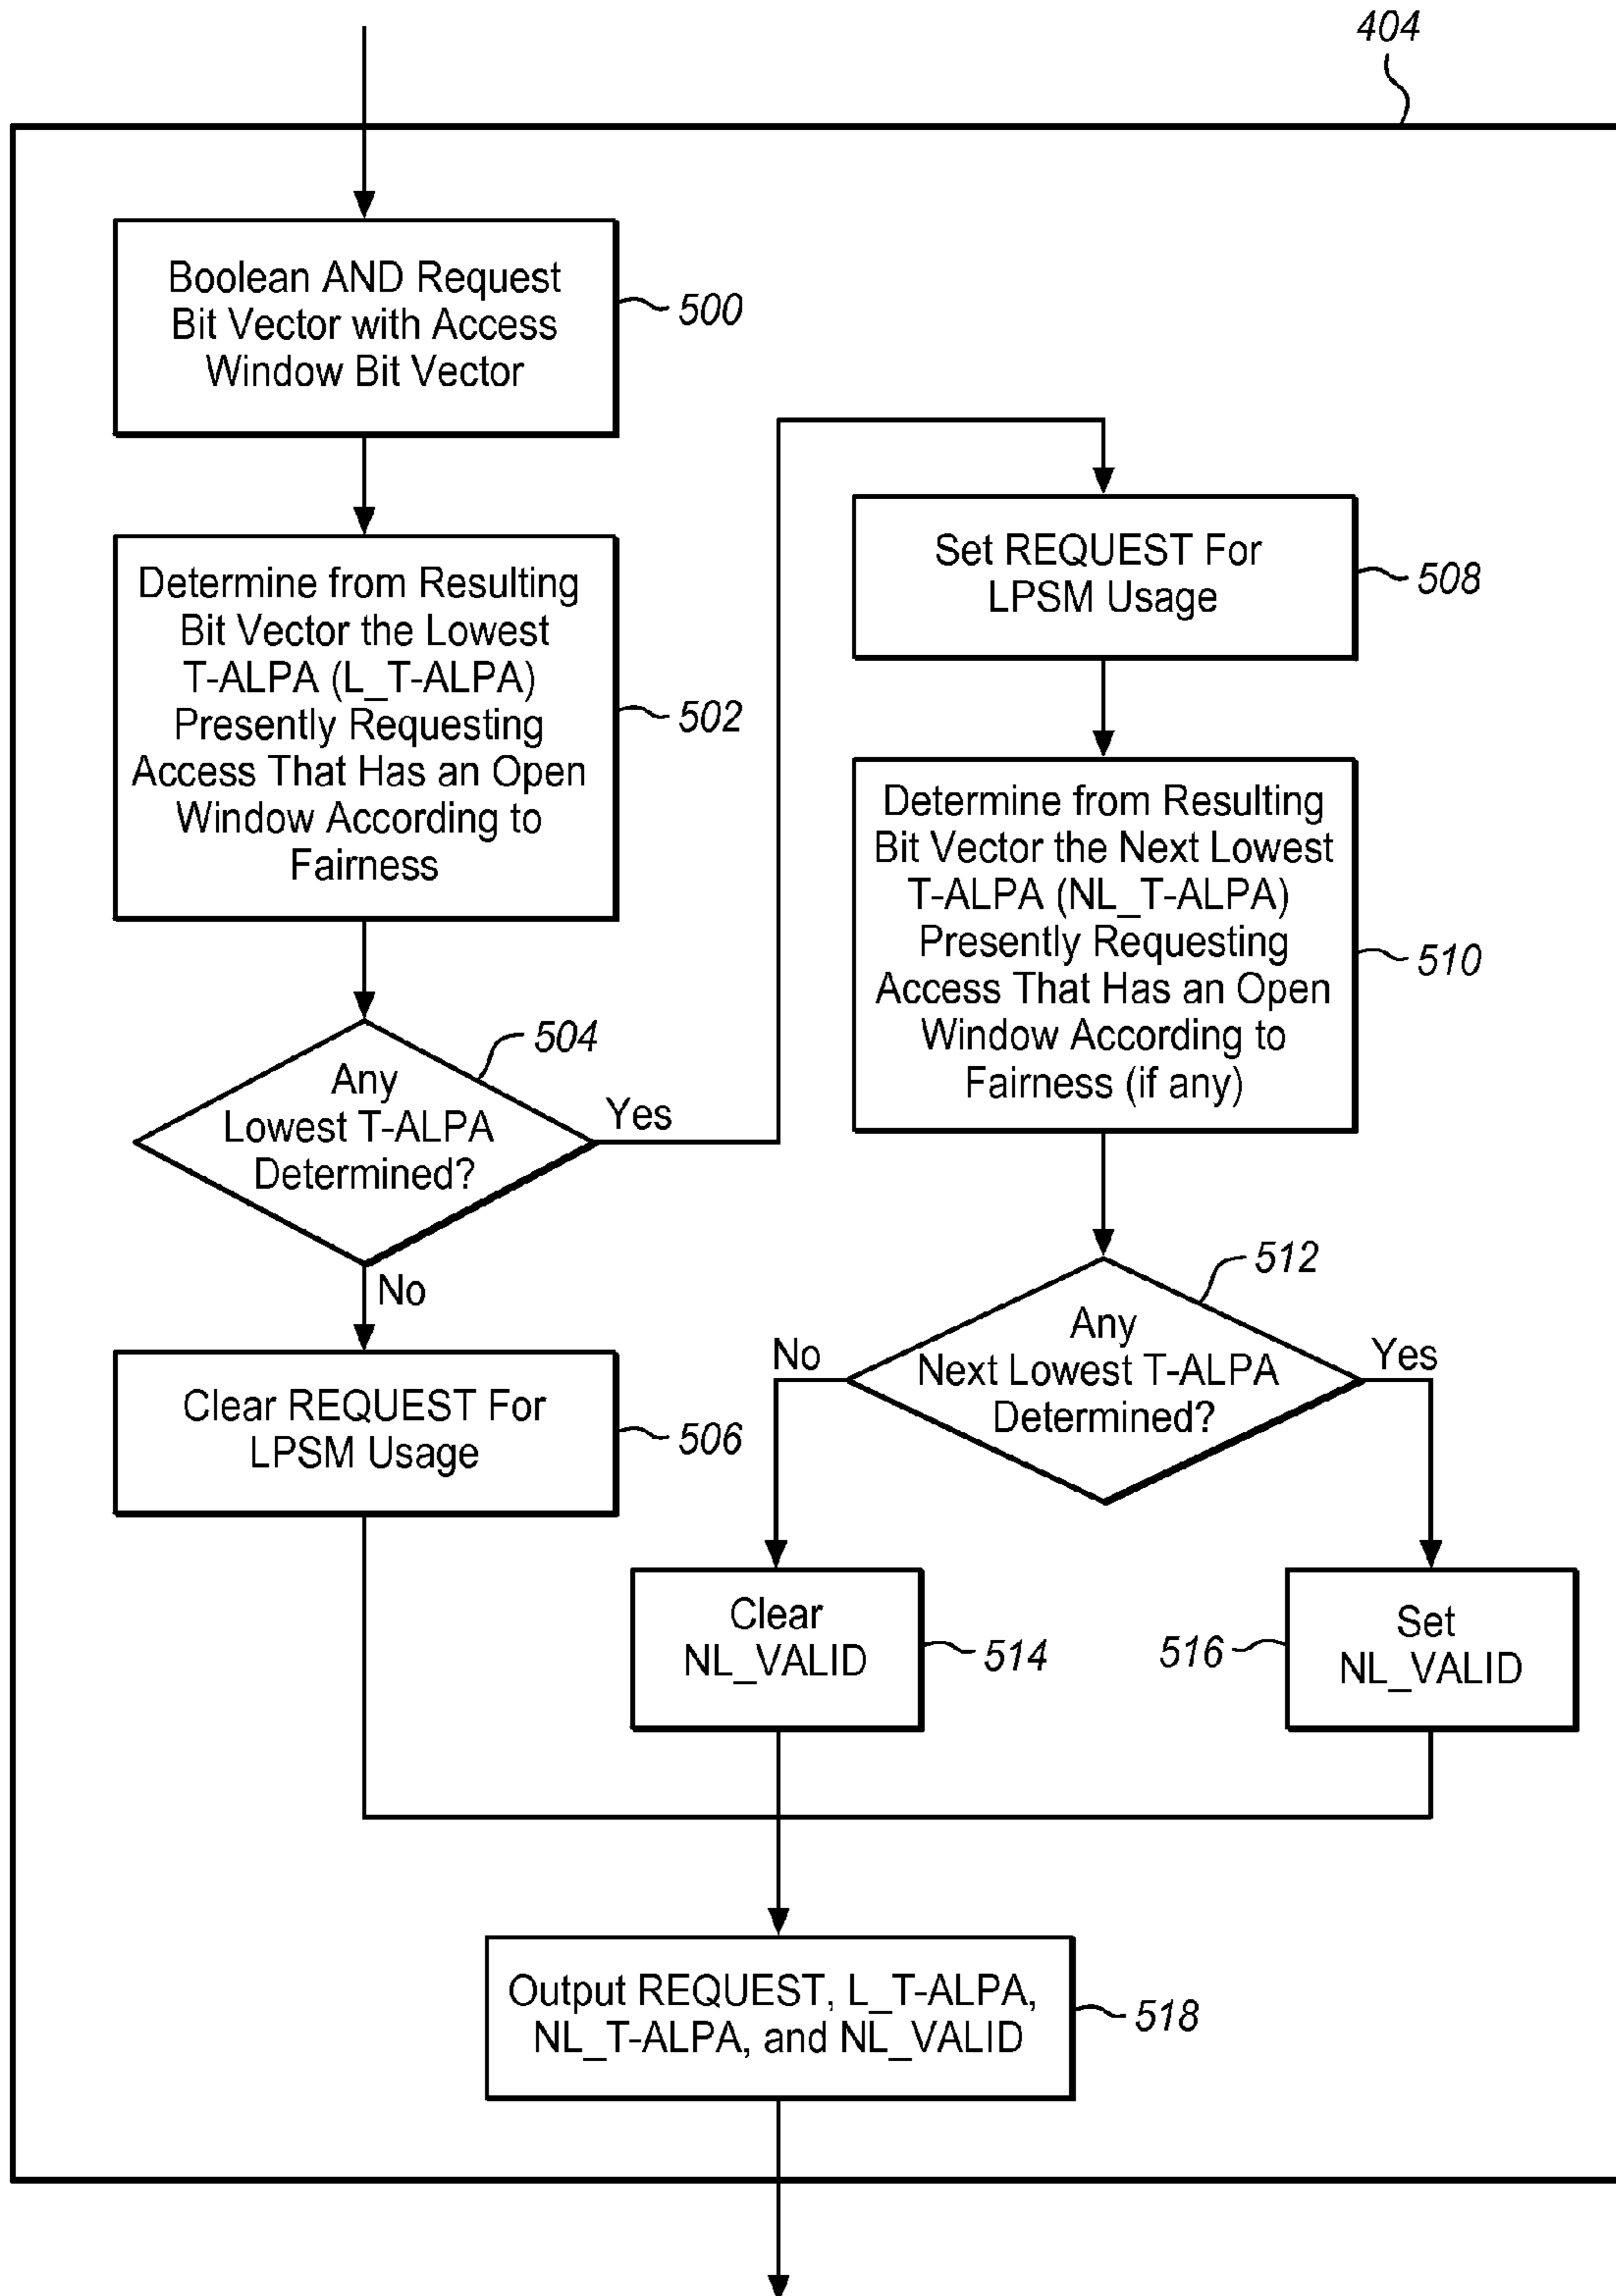 404
Boolean AND Request
Bit Vector with Access
Window Bit Vector
500
Determine from Resulting
Bit Vector the Lowest
T-ALPA (L_T-ALPA)
Presently Requesting
Access That Has an Open
Window According to
Fairness
502
Any
Lowest T-ALPA
Determined?
504
Yes
No
Clear REQUEST For
LPSM Usage
506
Set REQUEST For
LPSM Usage
508
Determine from Resulting
Bit Vector the Next Lowest
T-ALPA (NL_T-ALPA)
Presently Requesting
Access That Has an Open
Window According to
Fairness (if any)
510
Any
Next Lowest T-ALPA
Determined?
512
No
Yes
Clear
NL_VALID
514
516
Set
NL_VALID
Output REQUEST, L_T-ALPA,
NL_T-ALPA, and NL_VALID
518